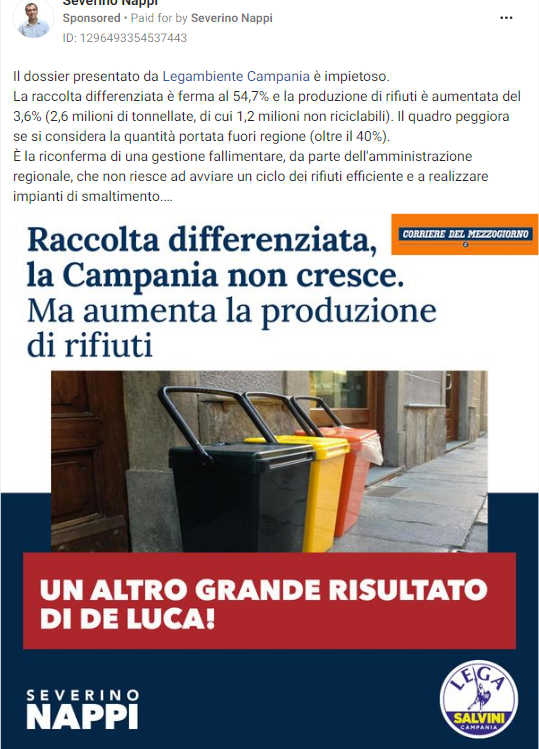 Severino Nappi
Sponsored • Paid for by Severino Nappi
ID: 1296493354537443
Il dossier presentato da Legambiente Campania è impietoso.
La raccolta differenziata è ferma al 54,7% e la produzione di rifiuti è aumentata del
3,6% (2,6 milioni di tonnellate, di cui 1,2 milioni non riciclabili). Il quadro peggiora
se si considera la quantità portata fuori regione (oltre il 40%).
È la riconferma di una gestione fallimentare, da parte dell'amministrazione
regionale, che non riesce ad avviare un ciclo dei rifiuti efficiente e a realizzare
impianti di smaltimento....
Raccolta differenziata,
CORRIERE DEL MEZZOGIORNO
la Campania non cresce.
Ma aumenta la produzione
di rifiuti
UN ALTRO GRANDE RISULTATO
DI DE LUCA!
SEVERINO
NAPPI
LEGA
SALVINI
CAMPANIA